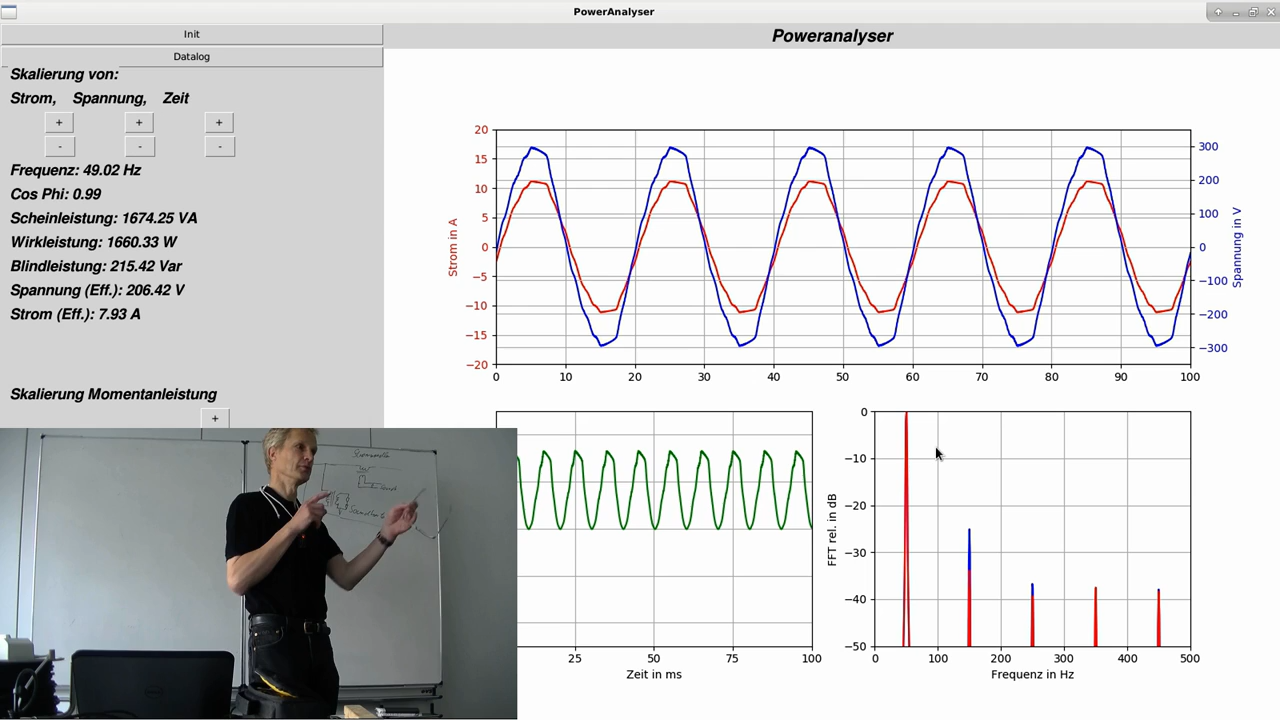 PowerAnalyser
Init
Poweranalyser
Datalog
Skalierung von:
Strom, Spannung, Zeit
+ + +
- - -
Frequenz: 49.02 Hz
Cos Phi: 0.99
Scheinleistung: 1674.25 VA
Wirkleistung: 1660.33 W
Blindleistung: 215.42 Var
Spannung (Eff.): 206.42 V
Strom (Eff.): 7.93 A
Skalierung Momentanleistung
+
Strom in A
20
15
10
5
0
−5
−10
−15
−20
0 10 20 30 40 50 60 70 80 90 100
300
200
100
0
−100
−200
−300
Spannung in V
25 50 75 100
Zeit in ms
FFT rel. in dB
0
−10
−20
−30
−40
−50
0 100 200 300 400 500
Frequenz in Hz